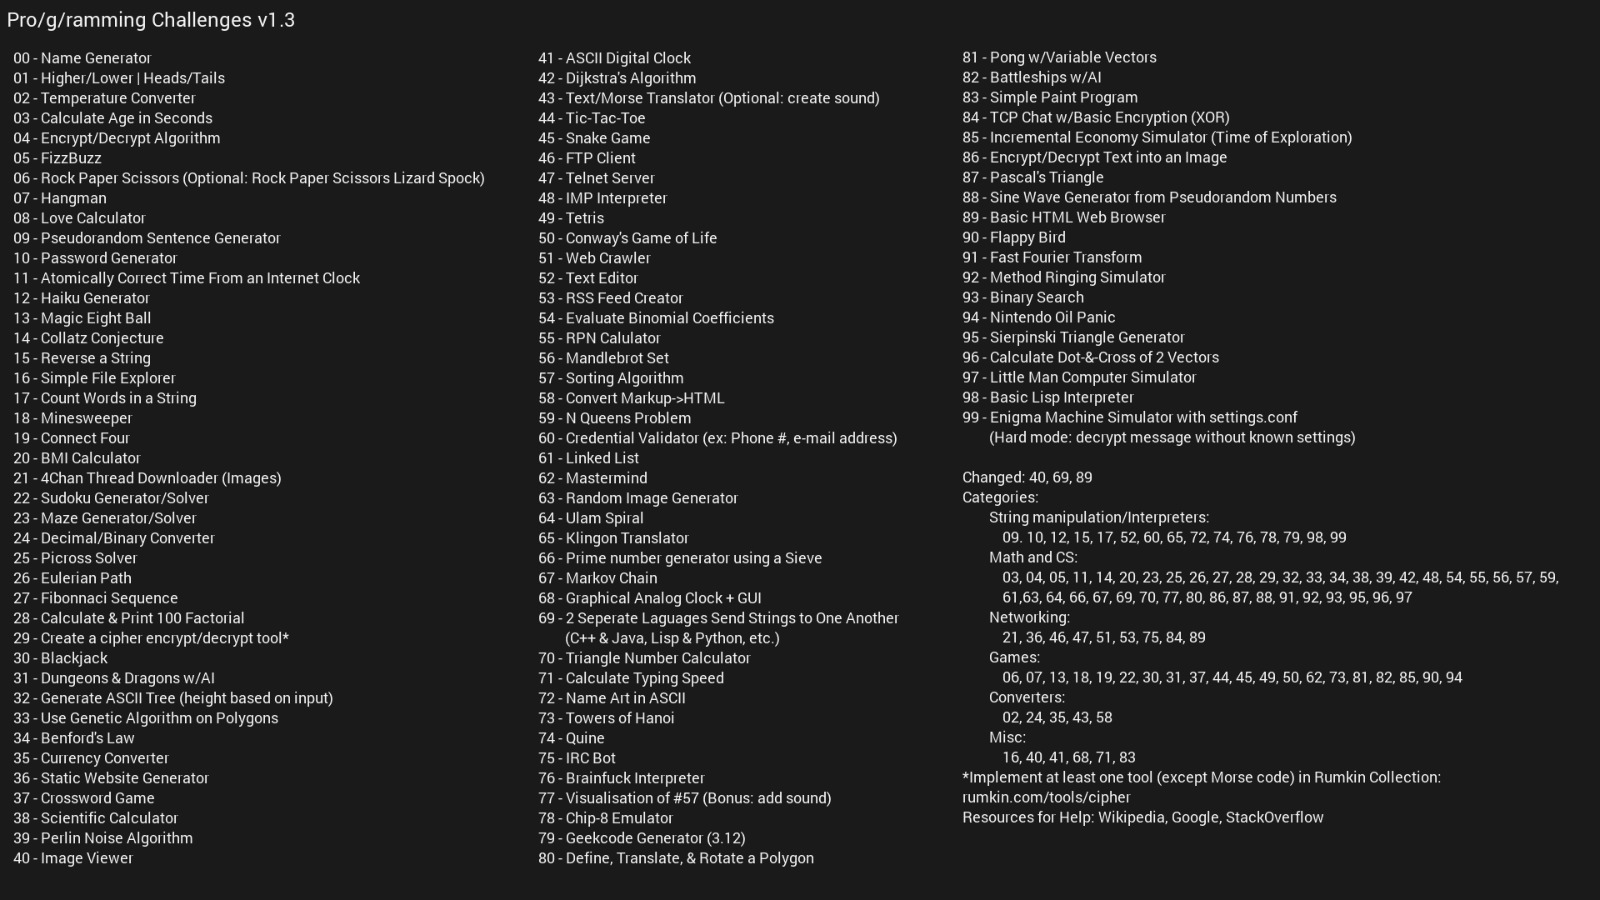 Pro/g/ramming Challenges v1.3
00 - Name Generator
01 - Higher/Lower | Heads/Tails
02 - Temperature Converter
03 - Calculate Age in Seconds
04 - Encrypt/Decrypt Algorithm
05 - FizzBuzz
06 - Rock Paper Scissors (Optional: Rock Paper Scissors Lizard Spock)
07 - Hangman
08 - Love Calculator
09 - Pseudorandom Sentence Generator
10 - Password Generator
11 - Atomically Correct Time From an Internet Clock
12 - Haiku Generator
13 - Magic Eight Ball
14 - Collatz Conjecture
15 - Reverse a String
16 - Simple File Explorer
17 - Count Words in a String
18 - Minesweeper
19 - Connect Four
20 - BMI Calculator
21 - 4Chan Thread Downloader (Images)
22 - Sudoku Generator/Solver
23 - Maze Generator/Solver
24 - Decimal/Binary Converter
25 - Picross Solver
26 - Eulerian Path
27 - Fibonnaci Sequence
28 - Calculate & Print 100 Factorial
29 - Create a cipher encrypt/decrypt tool*
30 - Blackjack
31 - Dungeons & Dragons w/AI
32 - Generate ASCII Tree (height based on input)
33 - Use Genetic Algorithm on Polygons
34 - Benford's Law
35 - Currency Converter
36 - Static Website Generator
37 - Crossword Game
38 - Scientific Calculator
39 - Perlin Noise Algorithm
40 - Image Viewer
41 - ASCII Digital Clock
42 - Dijkstra's Algorithm
43 - Text/Morse Translator (Optional: create sound)
44 - Tic-Tac-Toe
45 - Snake Game
46 - FTP Client
47 - Telnet Server
48 - IMP Interpreter
49 - Tetris
50 - Conway's Game of Life
51 - Web Crawler
52 - Text Editor
53 - RSS Feed Creator
54 - Evaluate Binomial Coefficients
55 - RPN Calulator
56 - Mandlebrot Set
57 - Sorting Algorithm
58 - Convert Markup->HTML
59 - N Queens Problem
60 - Credential Validator (ex: Phone #, e-mail address)
61 - Linked List
62 - Mastermind
63 - Random Image Generator
64 - Ulam Spiral
65 - Klingon Translator
66 - Prime number generator using a Sieve
67 - Markov Chain
68 - Graphical Analog Clock + GUI
69 - 2 Seperate Laguages Send Strings to One Another
(C++ & Java, Lisp & Python, etc.)
70 - Triangle Number Calculator
71 - Calculate Typing Speed
72 - Name Art in ASCII
73 - Towers of Hanoi
74 - Quine
75 - IRC Bot
76 - Brainfuck Interpreter
77 - Visualisation of #57 (Bonus: add sound)
78 - Chip-8 Emulator
79 - Geekcode Generator (3.12)
80 - Define, Translate, & Rotate a Polygon
81 - Pong w/Variable Vectors
82 - Battleships w/AI
83 - Simple Paint Program
84 - TCP Chat w/Basic Encryption (XOR)
85 - Incremental Economy Simulator (Time of Exploration)
86 - Encrypt/Decrypt Text into an Image
87 - Pascal's Triangle
88 - Sine Wave Generator from Pseudorandom Numbers
89 - Basic HTML Web Browser
90 - Flappy Bird
91 - Fast Fourier Transform
92 - Method Ringing Simulator
93 - Binary Search
94 - Nintendo Oil Panic
95 - Sierpinski Triangle Generator
96 - Calculate Dot-&-Cross of 2 Vectors
97 - Little Man Computer Simulator
98 - Basic Lisp Interpreter
99 - Enigma Machine Simulator with settings.conf
(Hard mode: decrypt message without known settings)
Changed: 40, 69, 89
Categories:
String manipulation/Interpreters:
09. 10, 12, 15, 17, 52, 60, 65, 72, 74, 76, 78, 79, 98, 99
Math and CS:
03, 04, 05, 11, 14, 20, 23, 25, 26, 27, 28, 29, 32, 33, 34, 38, 39, 42, 48, 54, 55, 56, 57, 59,
61,63, 64, 66, 67, 69, 70, 77, 80, 86, 87, 88, 91, 92, 93, 95, 96, 97
Networking:
21, 36, 46, 47, 51, 53, 75, 84, 89
Games:
06, 07, 13, 18, 19, 22, 30, 31, 37, 44, 45, 49, 50, 62, 73, 81, 82, 85, 90, 94
Converters:
02, 24, 35, 43, 58
Misc:
16, 40, 41, 68, 71, 83
*Implement at least one tool (except Morse code) in Rumkin Collection:
rumkin.com/tools/cipher
Resources for Help: Wikipedia, Google, StackOverflow